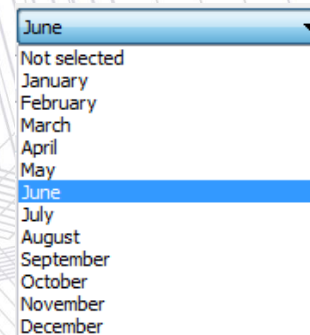 June
Not selected
January
February
March
April
May
June
July
August
September
October
November
December